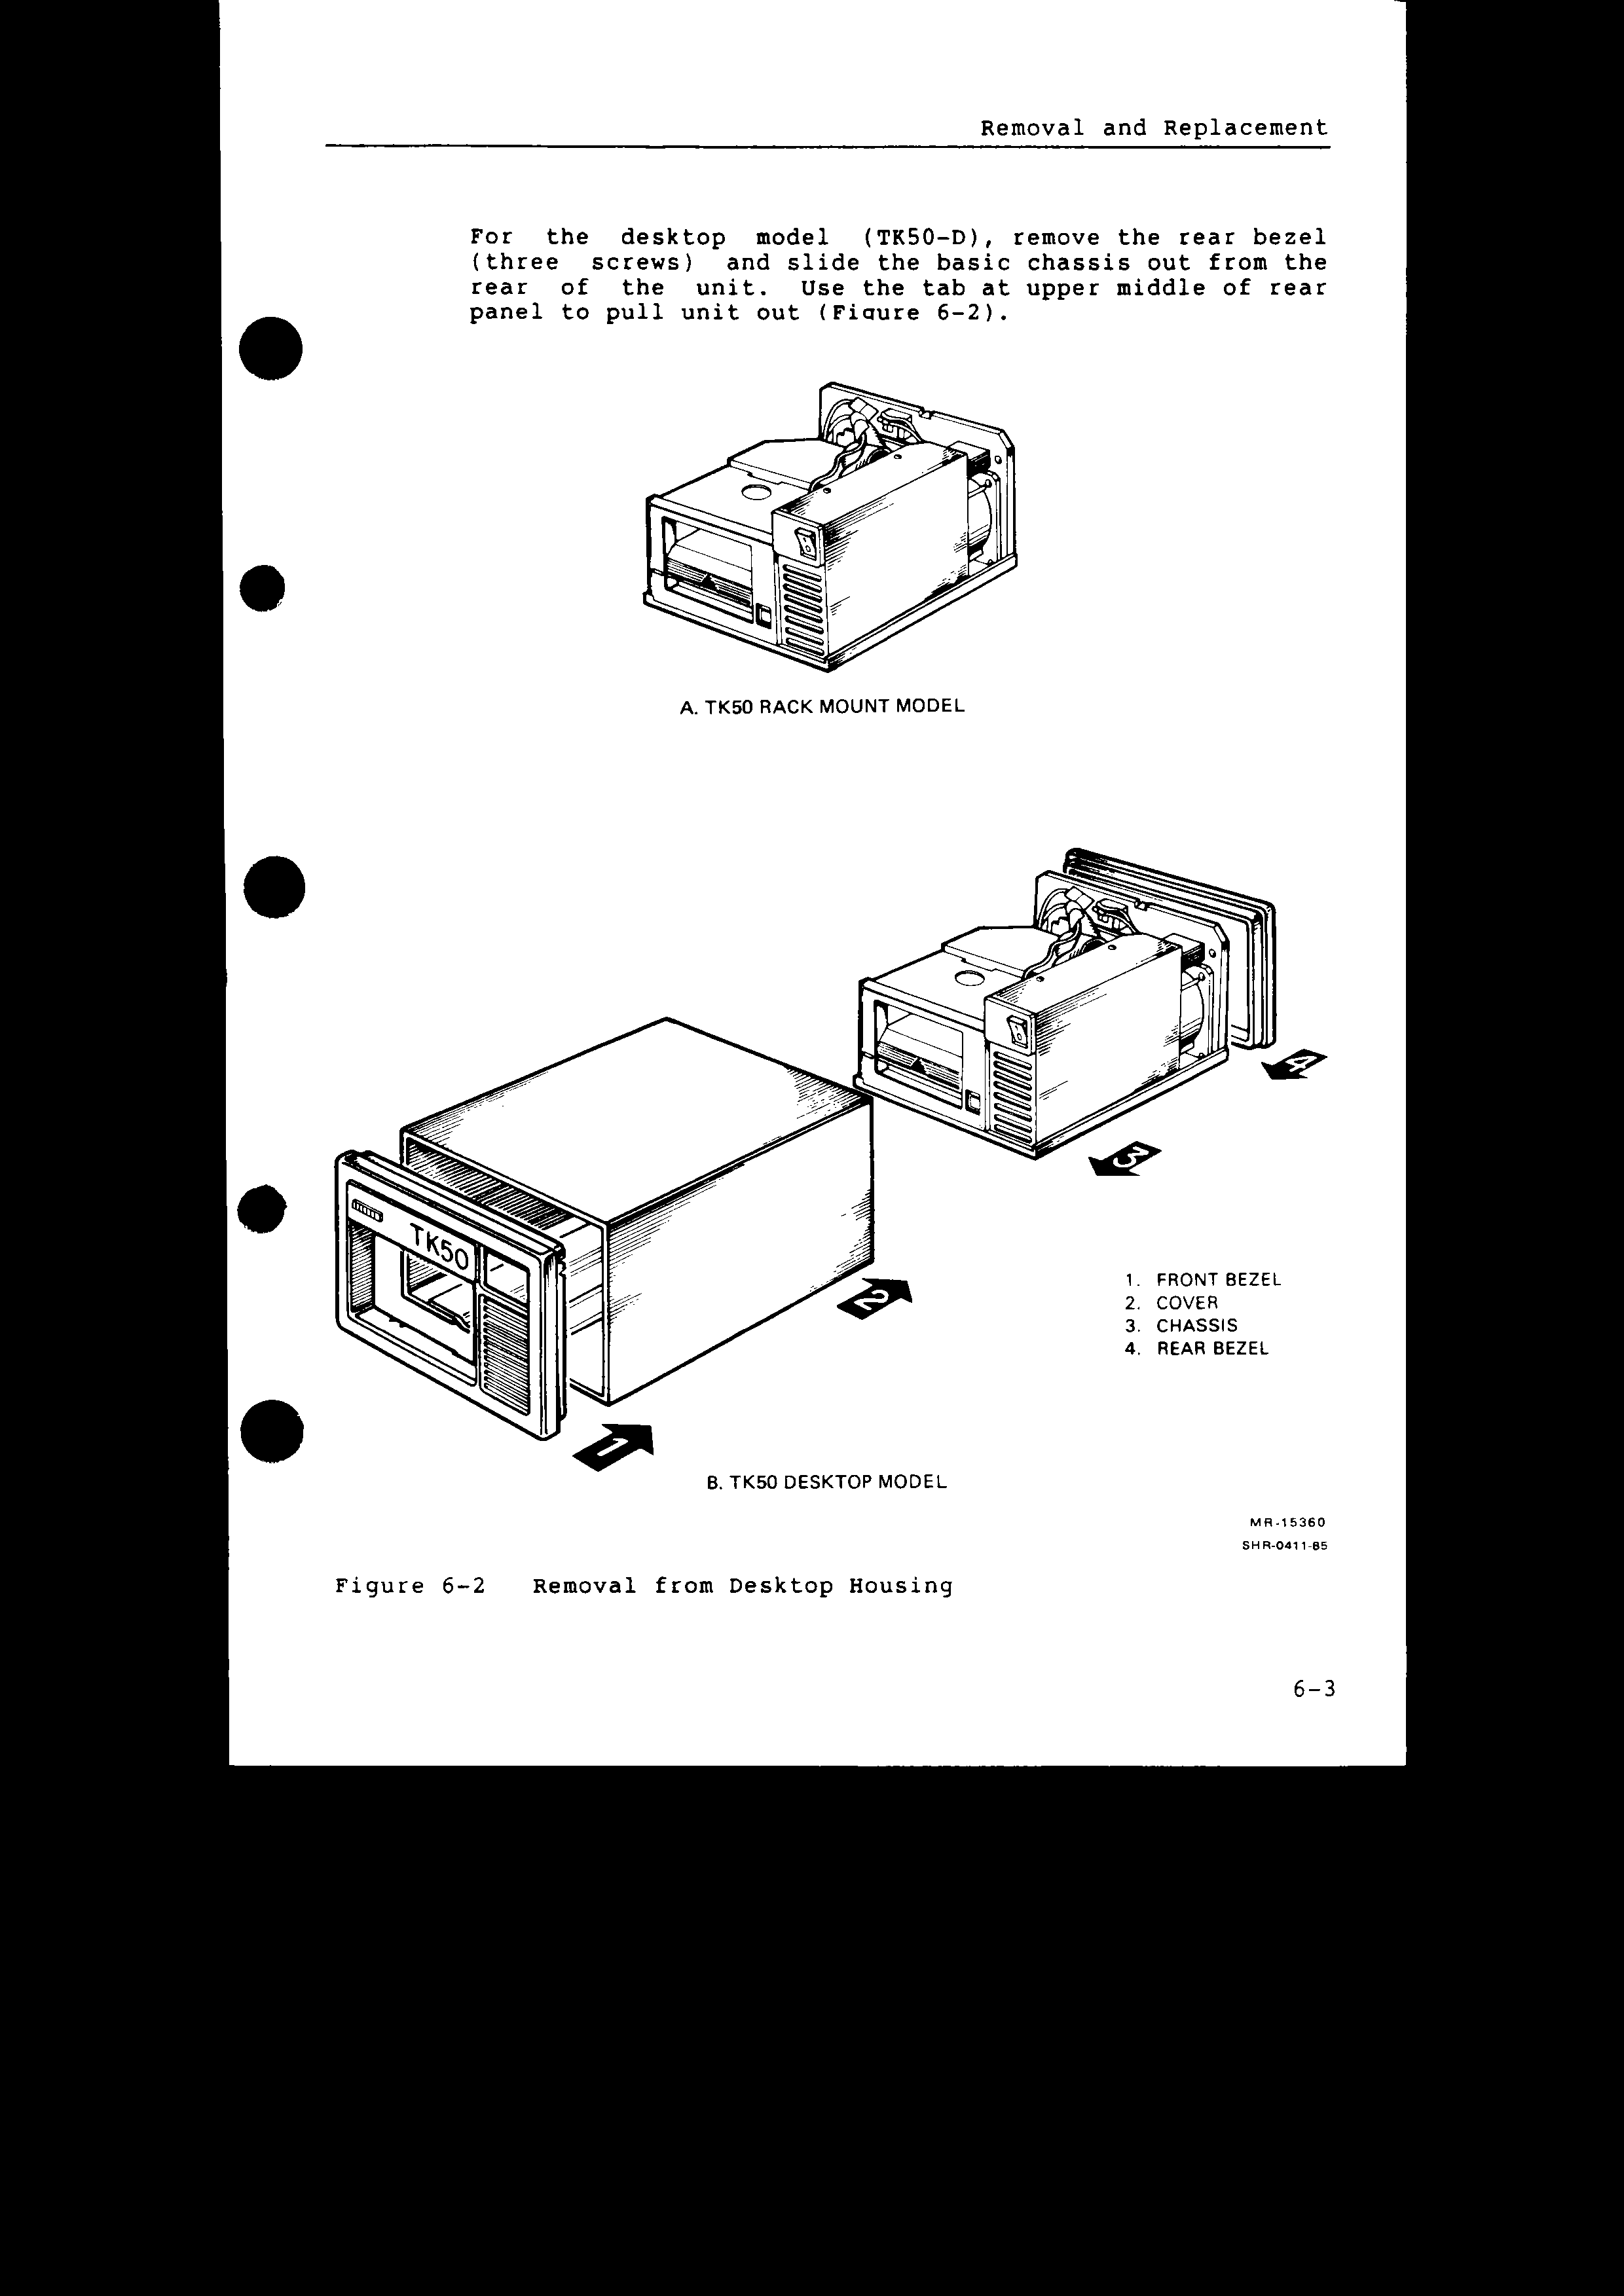 Removal and Replacement
For the desktop model (TK50-D), remove the rear bezel
(three screws) and slide the basic chassis out from the
rear of the unit. Use the tab at upper middle of rear
panel to pull unit out (Figure 6-2).
A. TK50 RACK MOUNT MODEL
4
3
TK50
2
1. FRONT BEZEL
2. COVER
3. CHASSIS
4. REAR BEZEL
1
B. TK50 DESKTOP MODEL
MR-15360
SHR-0411-85
Figure 6-2 Removal from Desktop Housing
6-3